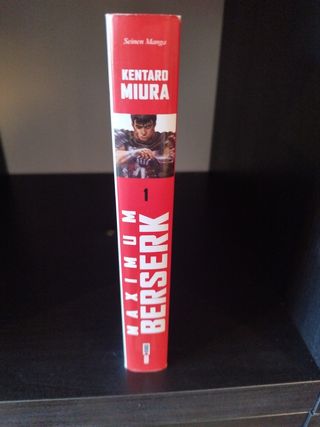 Seinen Manga
KENTARO
MIURA
1
MAXIMUM
BERSERK